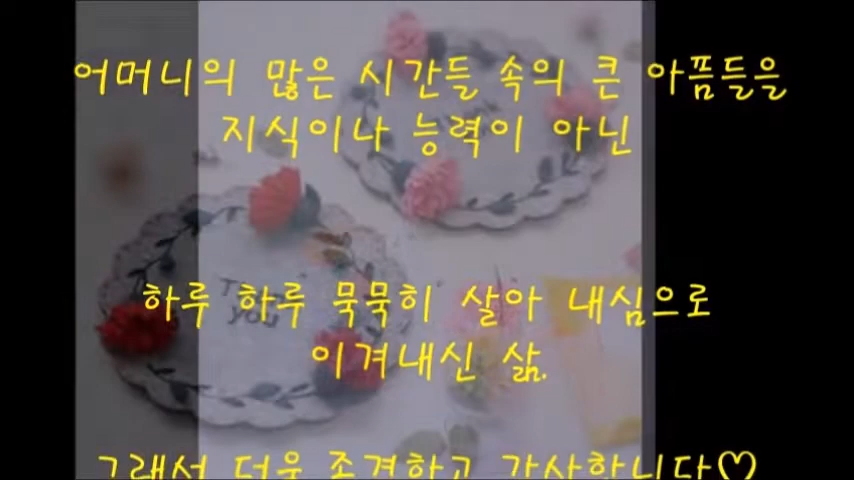 어머니의 많은 시간들 속의 큰 아픔들을
지식이나 능력이 아닌
하루 하루 묵묵히 살아 내심으로
이겨내신 삶.
그래서 더욱 존경하고 감사합니다♡